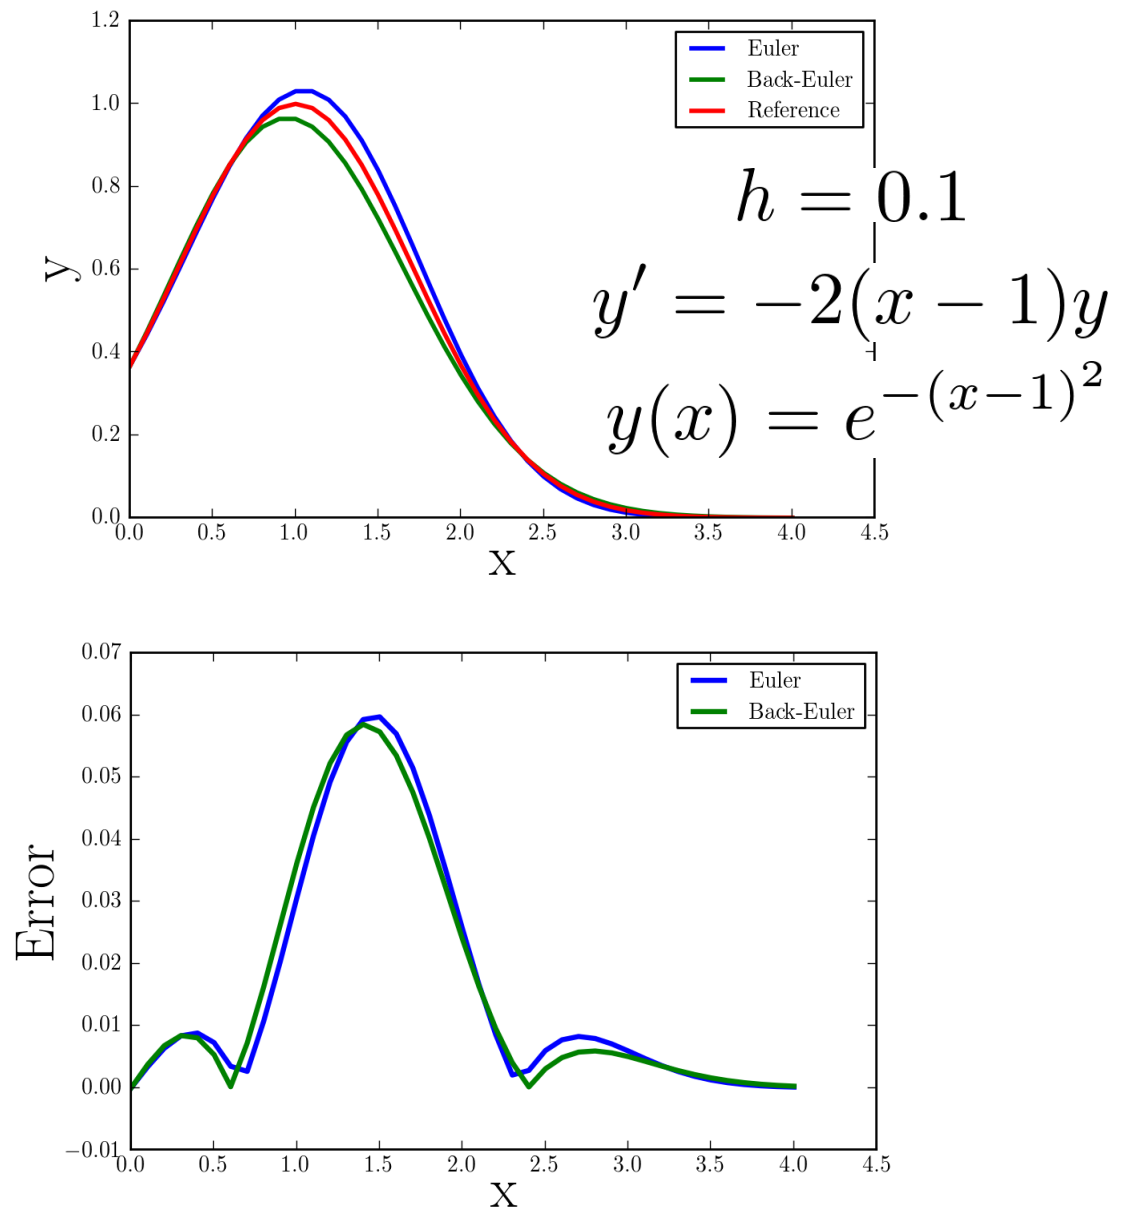 1.2
1.0
0.8
0.6
0.4
0.2
0.0
y
Euler
Back-Euler
Reference
h = 0.1
y′ = −2(x − 1)y
y(x) = e^{−(x−1)^2}
0.0 0.5 1.0 1.5 2.0 2.5 3.0 3.5 4.0 4.5
x
0.07
0.06
0.05
0.04
0.03
0.02
0.01
0.00
−0.01
Error
Euler
Back-Euler
0.0 0.5 1.0 1.5 2.0 2.5 3.0 3.5 4.0 4.5
x